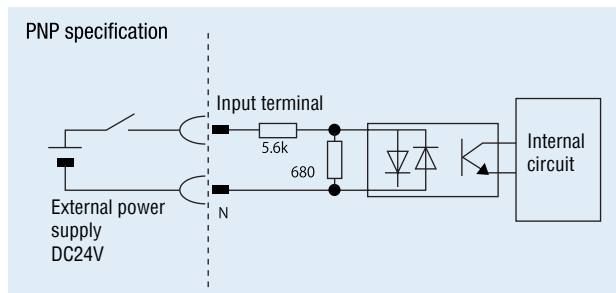 PNP specification
Input terminal
5.6k
680
Internal
circuit
N
External power
supply
DC24V